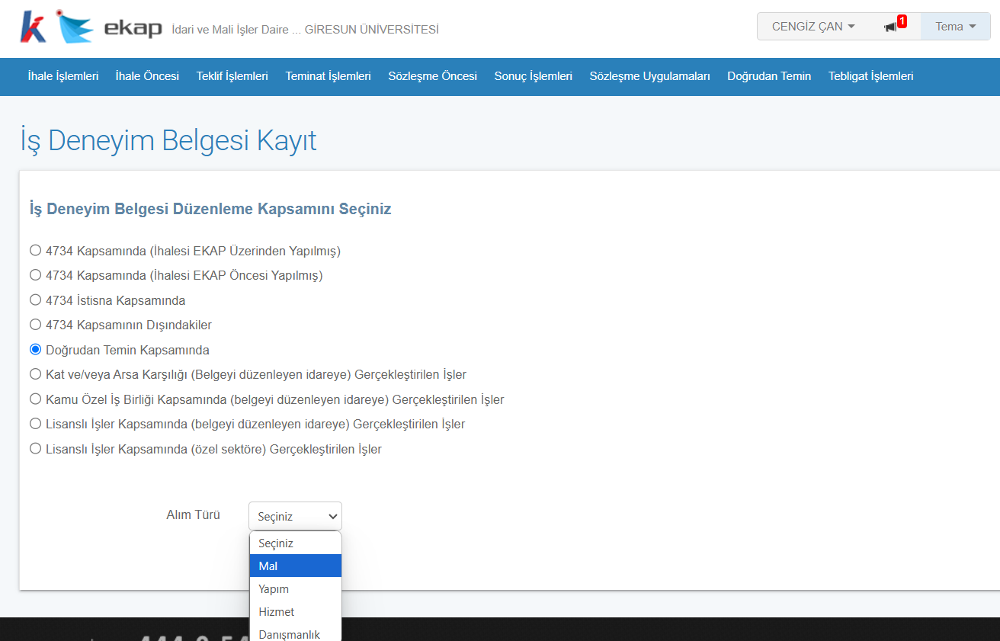 ekap İdari ve Mali İşler Daire ... GİRESUN ÜNİVERSİTESİ CENGİZ ÇAN 1 Tema
İhale İşlemleri İhale Öncesi Teklif İşlemleri Teminat İşlemleri Sözleşme Öncesi Sonuç İşlemleri Sözleşme Uygulamaları Doğrudan Temin Tebligat İşlemleri
İş Deneyim Belgesi Kayıt
İş Deneyim Belgesi Düzenleme Kapsamını Seçiniz
4734 Kapsamında (İhalesi EKAP Üzerinden Yapılmış)
4734 Kapsamında (İhalesi EKAP Öncesi Yapılmış)
4734 İstisna Kapsamında
4734 Kapsamının Dışındakiler
Doğrudan Temin Kapsamında
Kat ve/veya Arsa Karşılığı (Belgeyi düzenleyen idareye) Gerçekleştirilen İşler
Kamu Özel İş Birliği Kapsamında (belgeyi düzenleyen idareye) Gerçekleştirilen İşler
Lisanslı İşler Kapsamında (belgeyi düzenleyen idareye) Gerçekleştirilen İşler
Lisanslı İşler Kapsamında (özel sektöre) Gerçekleştirilen İşler
Alım Türü Seçiniz
Seçiniz
Mal
Yapım
Hizmet
Danışmanlık